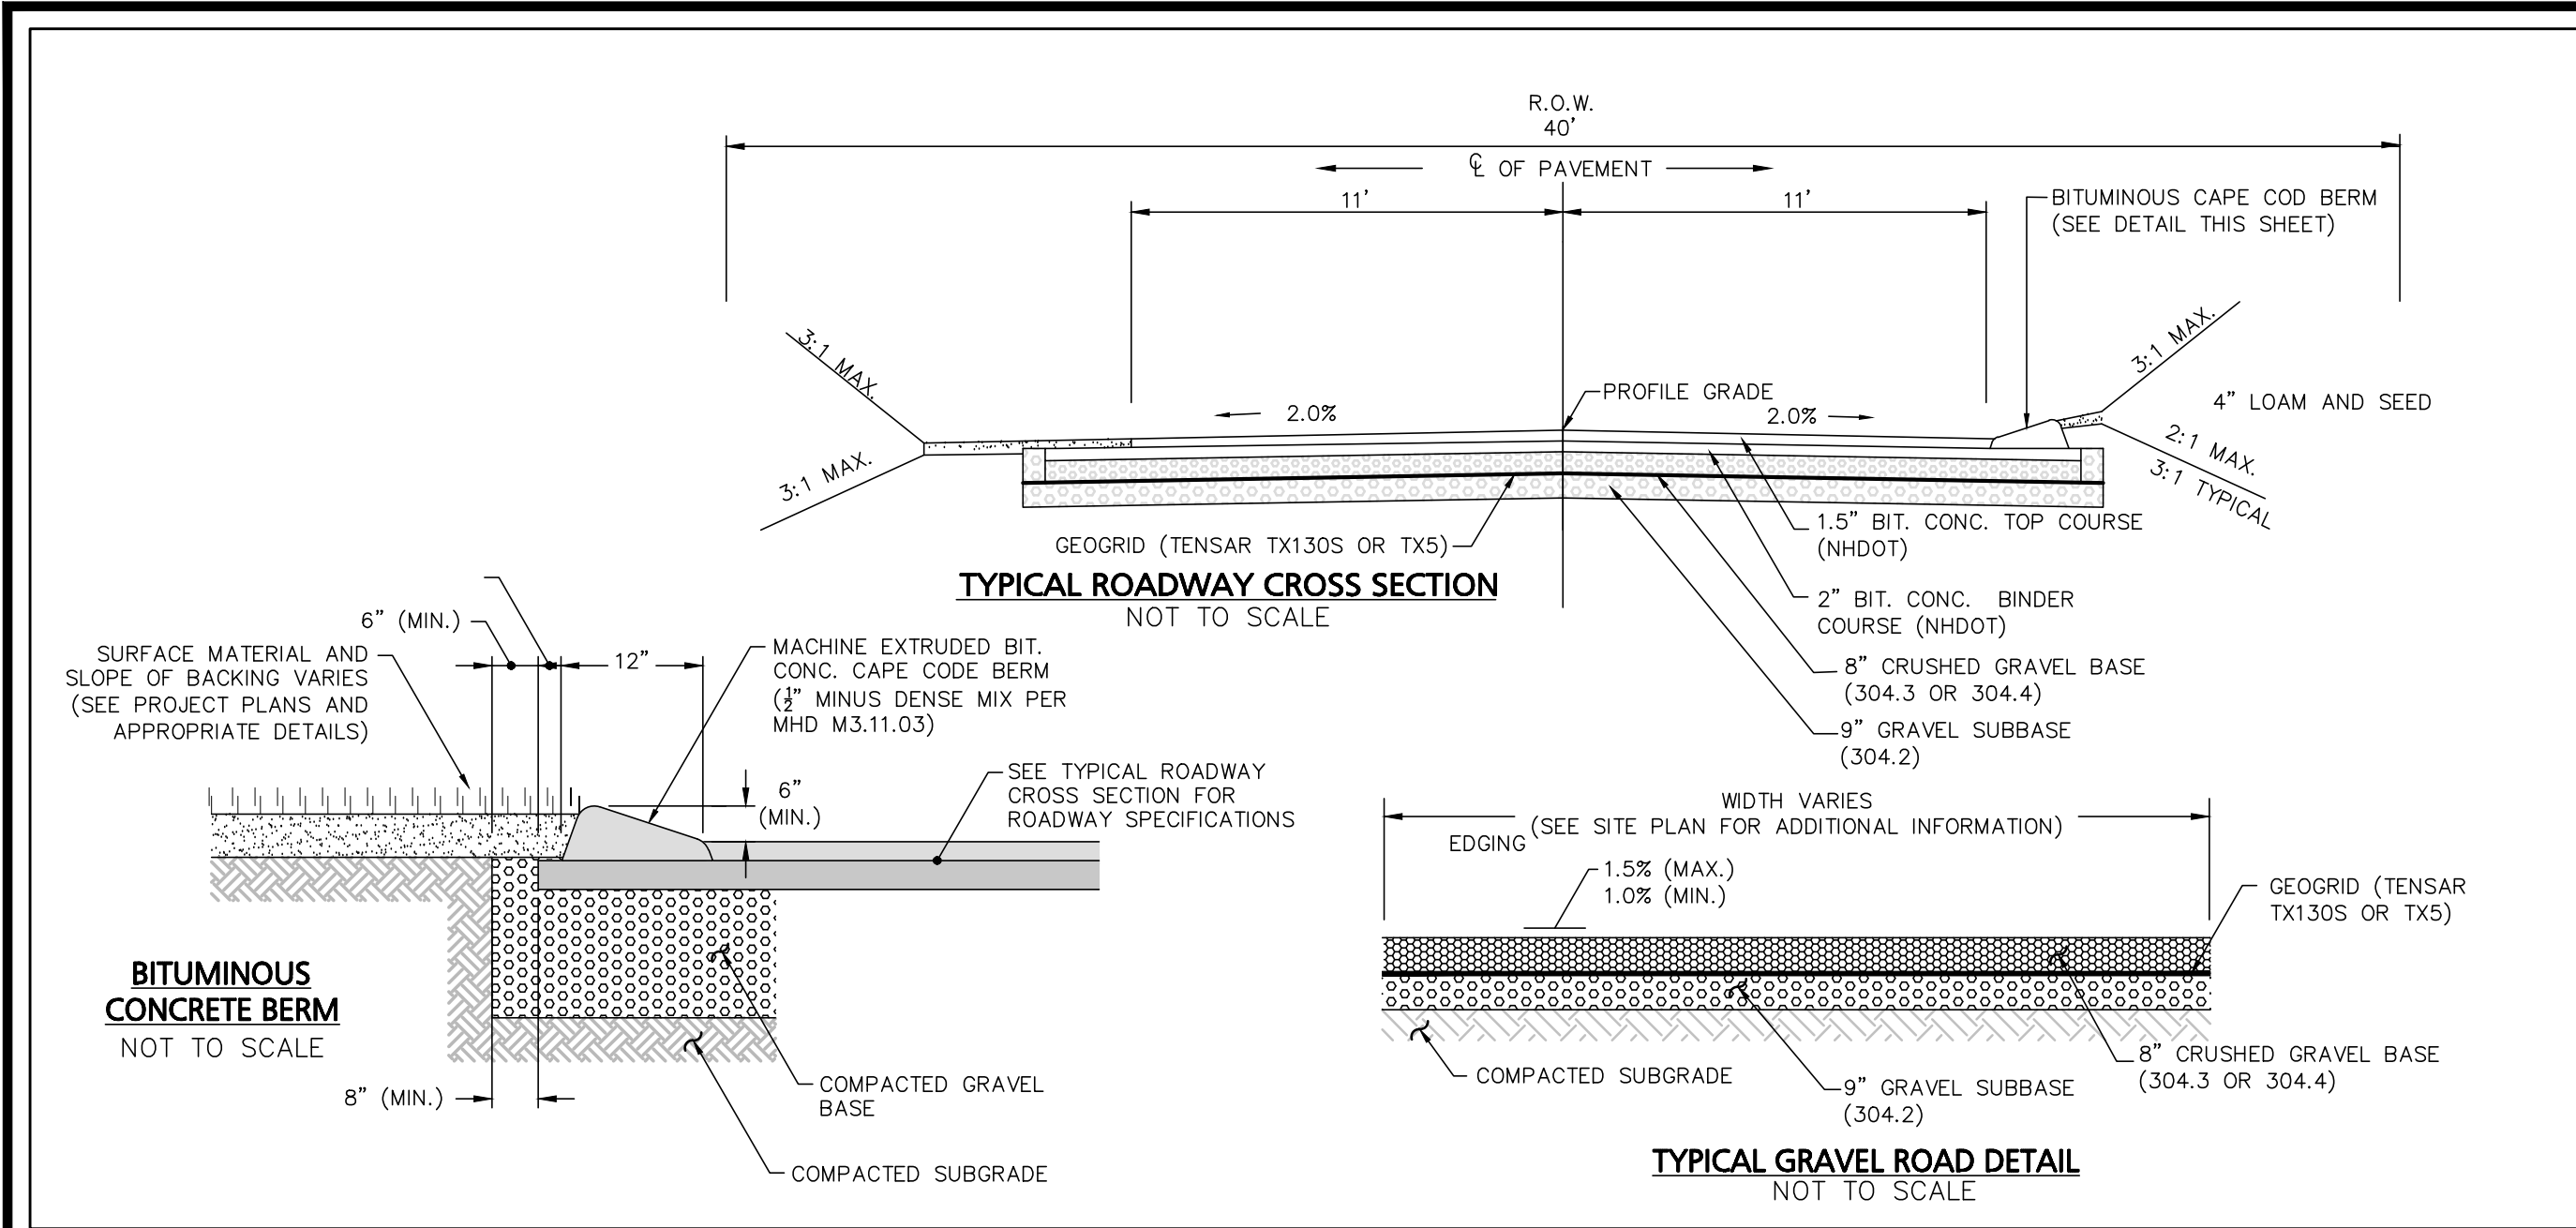 R.O.W.
40'
℄ OF PAVEMENT
11'
11'
BITUMINOUS CAPE COD BERM
(SEE DETAIL THIS SHEET)
3:1 MAX.
3:1 MAX.
2.0%
PROFILE GRADE
2.0%
3:1 MAX.
4" LOAM AND SEED
2:1 MAX.
3:1 TYPICAL
GEOGRID (TENSAR TX130S OR TX5)
1.5" BIT. CONC. TOP COURSE
(NHDOT)
2" BIT. CONC. BINDER
COURSE (NHDOT)
8" CRUSHED GRAVEL BASE
(304.3 OR 304.4)
9" GRAVEL SUBBASE
(304.2)
TYPICAL ROADWAY CROSS SECTION
NOT TO SCALE
6" (MIN.)
SURFACE MATERIAL AND
SLOPE OF BACKING VARIES
(SEE PROJECT PLANS AND
APPROPRIATE DETAILS)
12"
MACHINE EXTRUDED BIT.
CONC. CAPE CODE BERM
(½" MINUS DENSE MIX PER
MHD M3.11.03)
6"
(MIN.)
SEE TYPICAL ROADWAY
CROSS SECTION FOR
ROADWAY SPECIFICATIONS
BITUMINOUS
CONCRETE BERM
NOT TO SCALE
8" (MIN.)
COMPACTED GRAVEL
BASE
COMPACTED SUBGRADE
WIDTH VARIES
(SEE SITE PLAN FOR ADDITIONAL INFORMATION)
EDGING
1.5% (MAX.)
1.0% (MIN.)
GEOGRID (TENSAR
TX130S OR TX5)
COMPACTED SUBGRADE
9" GRAVEL SUBBASE
(304.2)
8" CRUSHED GRAVEL BASE
(304.3 OR 304.4)
TYPICAL GRAVEL ROAD DETAIL
NOT TO SCALE